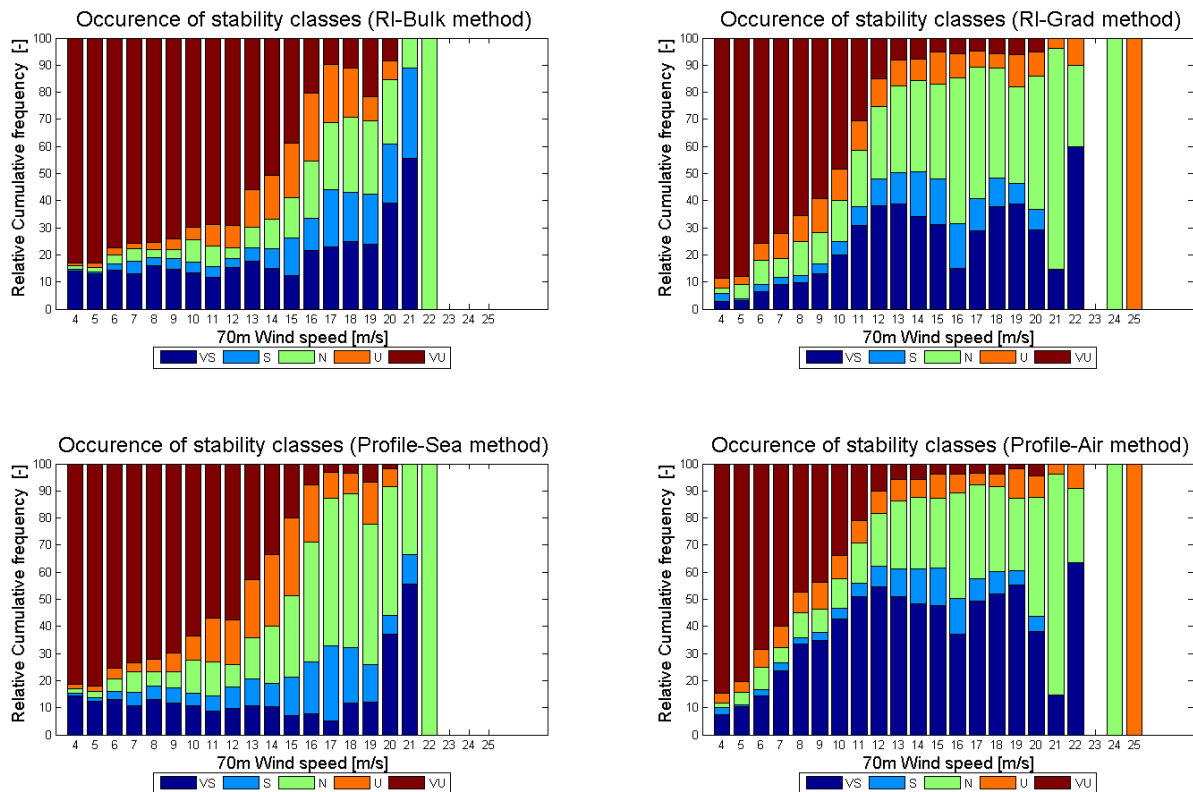 Occurence of stability classes (RI-Bulk method)
Relative Cumulative frequency [-]
100
90
80
70
60
50
40
30
20
10
0
4 5 6 7 8 9 10 11 12 13 14 15 16 17 18 19 20 21 22 23 24 25
70m Wind speed [m/s]
VS S N U VU
Occurence of stability classes (RI-Grad method)
Relative Cumulative frequency [-]
100
90
80
70
60
50
40
30
20
10
0
4 5 6 7 8 9 10 11 12 13 14 15 16 17 18 19 20 21 22 23 24 25
70m Wind speed [m/s]
VS S N U VU
Occurence of stability classes (Profile-Sea method)
Relative Cumulative frequency [-]
100
90
80
70
60
50
40
30
20
10
0
4 5 6 7 8 9 10 11 12 13 14 15 16 17 18 19 20 21 22 23 24 25
70m Wind speed [m/s]
VS S N U VU
Occurence of stability classes (Profile-Air method)
Relative Cumulative frequency [-]
100
90
80
70
60
50
40
30
20
10
0
4 5 6 7 8 9 10 11 12 13 14 15 16 17 18 19 20 21 22 23 24 25
70m Wind speed [m/s]
VS S N U VU